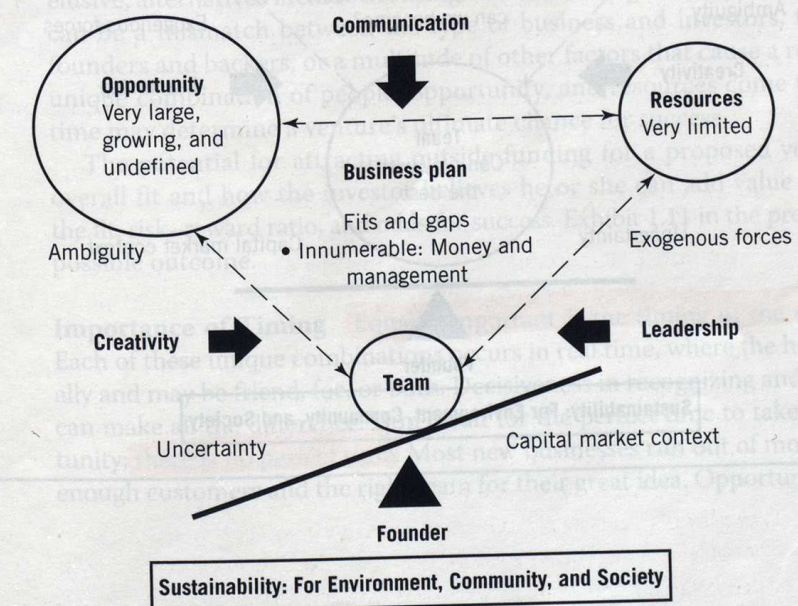 Communication
Opportunity
Very large,
growing, and
undefined
Resources
Very limited
Business plan
Fits and gaps
• Innumerable: Money and
management
Ambiguity
Exogenous forces
Creativity
Leadership
Team
Uncertainty
Capital market context
Founder
Sustainability: For Environment, Community, and Society